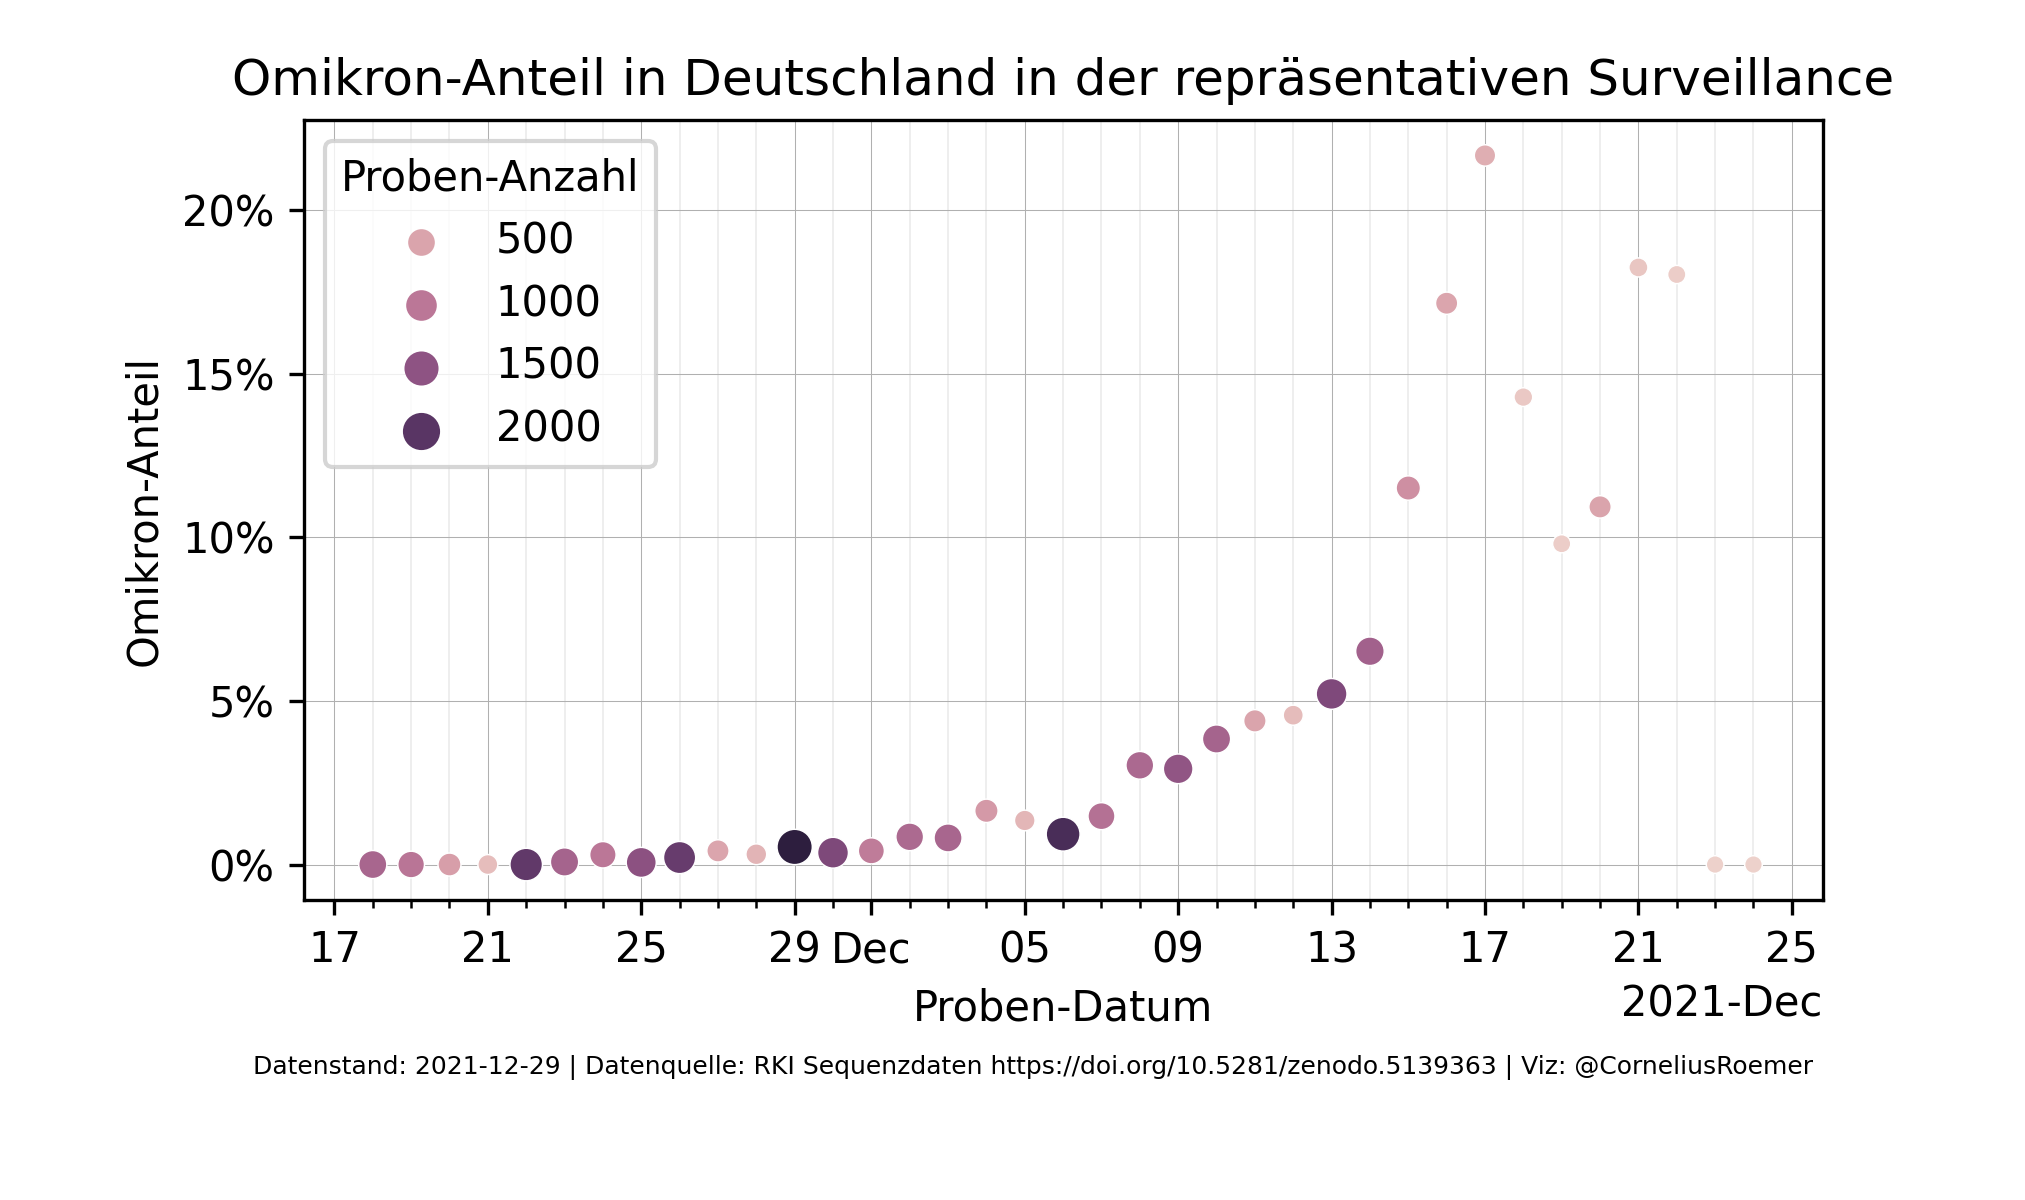 Omikron-Anteil in Deutschland in der repräsentativen Surveillance
Proben-Anzahl
500
1000
1500
2000
Omikron-Anteil
20%
15%
10%
5%
0%
17 21 25 29 Dec 05 09 13 17 21 25
2021-Dec
Proben-Datum
Datenstand: 2021-12-29 | Datenquelle: RKI Sequenzdaten https://doi.org/10.5281/zenodo.5139363 | Viz: @CorneliusRoemer